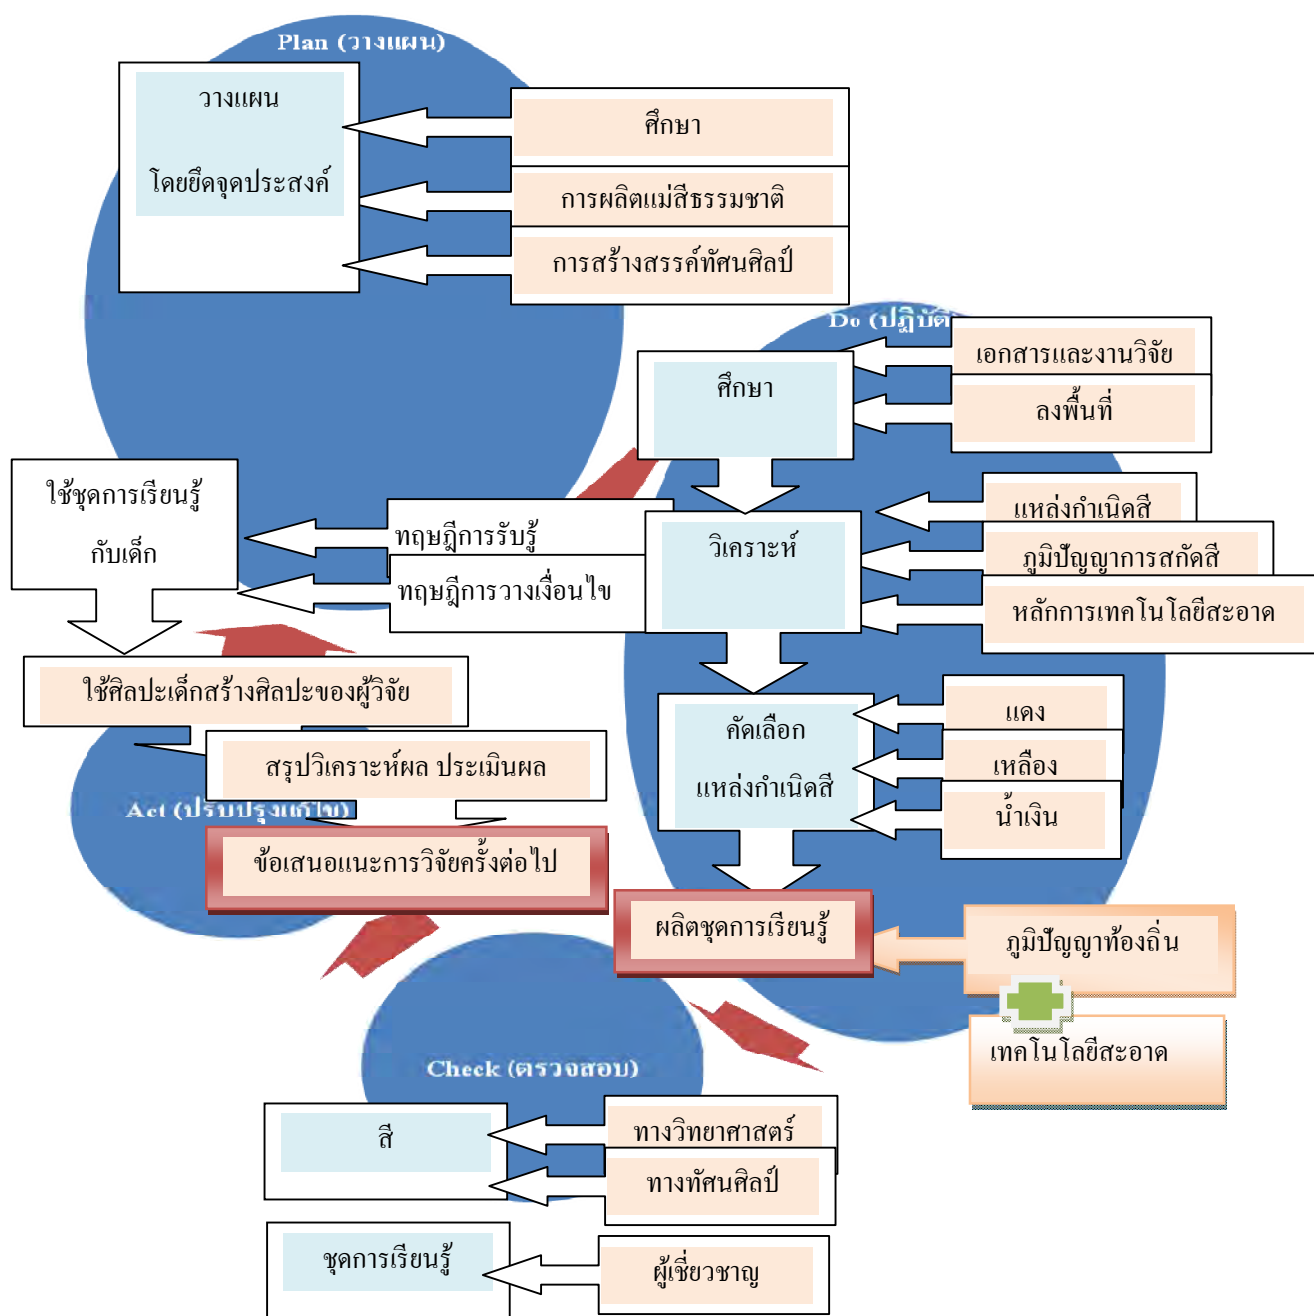 Plan (วางแผน)
วางแผน
โดยยึดจุดประสงค์
ศึกษา
การผลิตแม่สีธรรมชาติ
การสร้างสรรค์ทัศนศิลป์
Do (ปฏิบัติ
ศึกษา
เอกสารและงานวิจัย
ลงพื้นที่
วิเคราะห์
แหล่งกำเนิดสี
ภูมิปัญญาการสกัดสี
หลักการเทคโนโลยีสะอาด
คัดเลือก
แหล่งกำเนิดสี
แดง
เหลือง
น้ำเงิน
ผลิตชุดการเรียนรู้
ภูมิปัญญาท้องถิ่น
เทคโนโลยีสะอาด
Check (ตรวจสอบ)
สี
ทางวิทยาศาสตร์
ทางทัศนศิลป์
ชุดการเรียนรู้
ผู้เชี่ยวชาญ
ใช้ชุดการเรียนรู้
กับเด็ก
ทฤษฎีการรับรู้
ทฤษฎีการวางเงื่อนไข
ใช้ศิลปะเด็กสร้างศิลปะของผู้วิจัย
สรุปวิเคราะห์ผล ประเมินผล
Act (ปรับปรุงแก้ไข)
ข้อเสนอแนะการวิจัยครั้งต่อไป